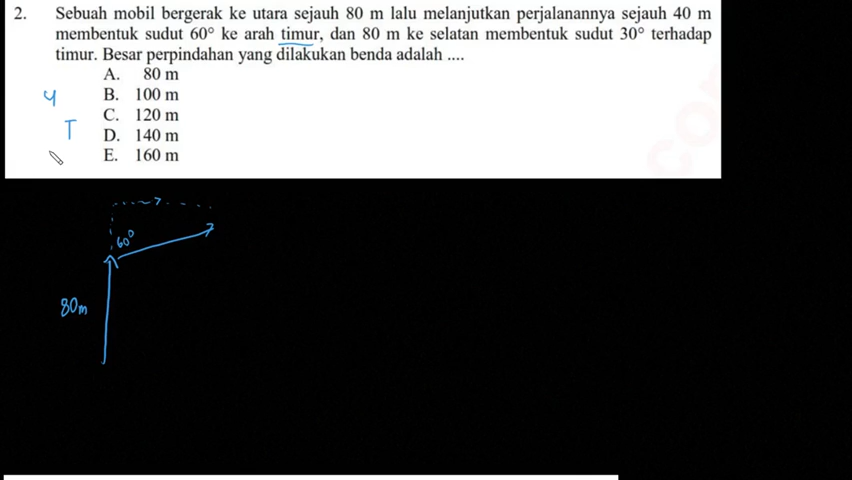 2. Sebuah mobil bergerak ke utara sejauh 80 m lalu melanjutkan perjalanannya sejauh 40 m
membentuk sudut 60° ke arah timur, dan 80 m ke selatan membentuk sudut 30° terhadap
timur. Besar perpindahan yang dilakukan benda adalah ....
A. 80 m
B. 100 m
C. 120 m
D. 140 m
E. 160 m
T
60°
80m